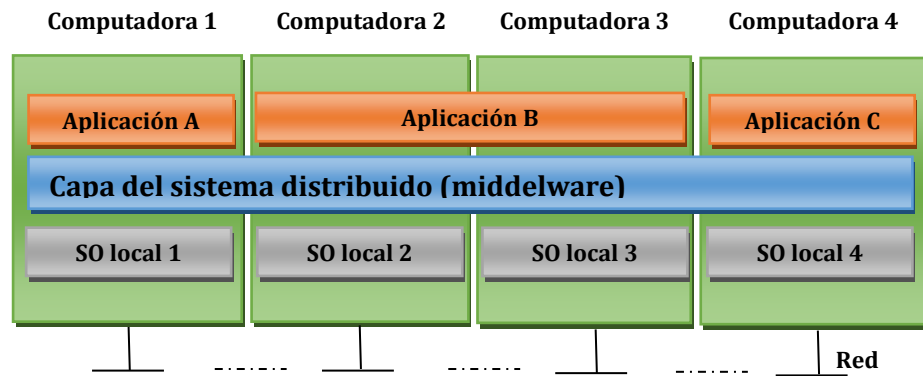 Computadora 1 Computadora 2 Computadora 3 Computadora 4
Aplicación A Aplicación B Aplicación C
Capa del sistema distribuido (middelware)
SO local 1 SO local 2 SO local 3 SO local 4
Red